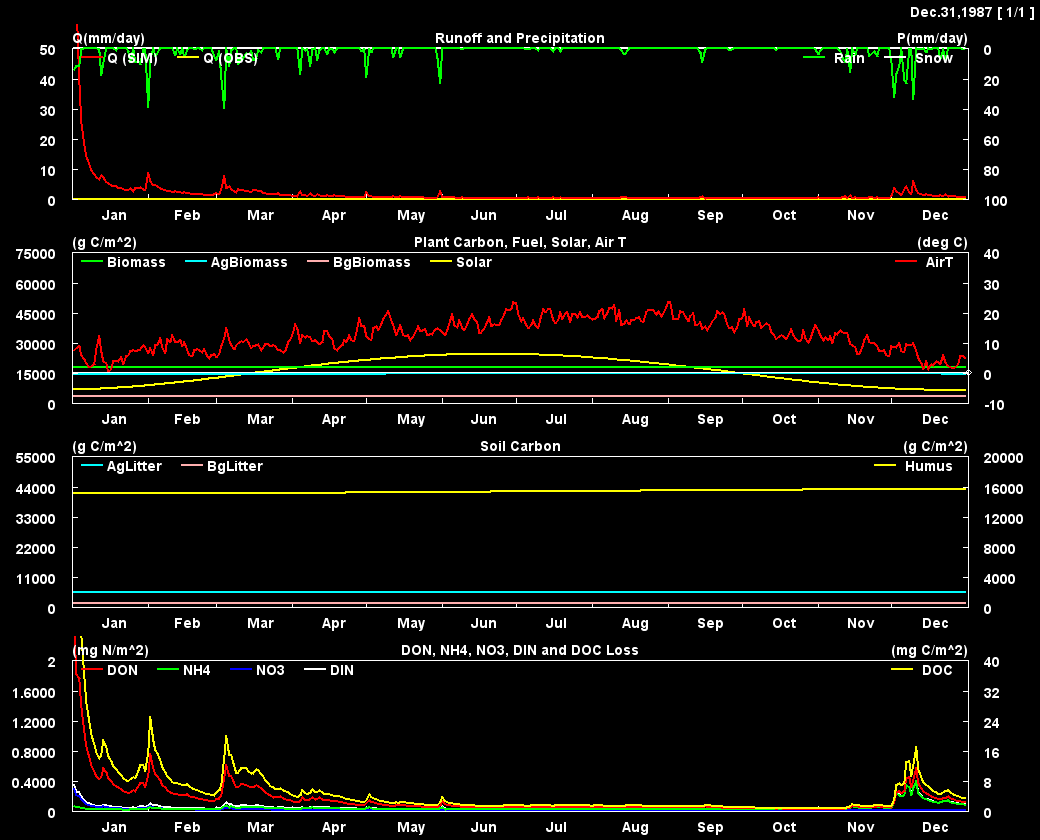 Dec.31,1987 [ 1/1 ]
Q(mm/day) Runoff and Precipitation P(mm/day)
50 Q (SIM) Q (OBS) Rain Snow 0
40 20
30 40
20 60
10 80
0 100
Jan Feb Mar Apr May Jun Jul Aug Sep Oct Nov Dec
(g C/m^2) Plant Carbon, Fuel, Solar, Air T (deg C)
75000 Biomass AgBiomass BgBiomass Solar AirT 40
60000 30
45000 20
30000 10
15000 0
0 -10
Jan Feb Mar Apr May Jun Jul Aug Sep Oct Nov Dec
(g C/m^2) Soil Carbon (g C/m^2)
55000 AgLitter BgLitter Humus 20000
44000 16000
33000 12000
22000 8000
11000 4000
0 0
Jan Feb Mar Apr May Jun Jul Aug Sep Oct Nov Dec
(mg N/m^2) DON, NH4, NO3, DIN and DOC Loss (mg C/m^2)
2 DON NH4 NO3 DIN DOC 40
1.6000 32
1.2000 24
0.8000 16
0.4000 8
0 0
Jan Feb Mar Apr May Jun Jul Aug Sep Oct Nov Dec